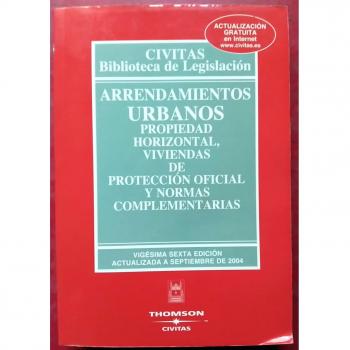 ACTUALIZACIÓN
GRATUITA
en Internet
www.civitas.es
CIVITAS
Biblioteca de Legislación
ARRENDAMIENTOS
URBANOS
PROPIEDAD
HORIZONTAL,
VIVIENDAS
DE
PROTECCIÓN OFICIAL
Y NORMAS
COMPLEMENTARIAS
VIGÉSIMA SEXTA EDICIÓN
ACTUALIZADA A SEPTIEMBRE DE 2004
THOMSON
CIVITAS